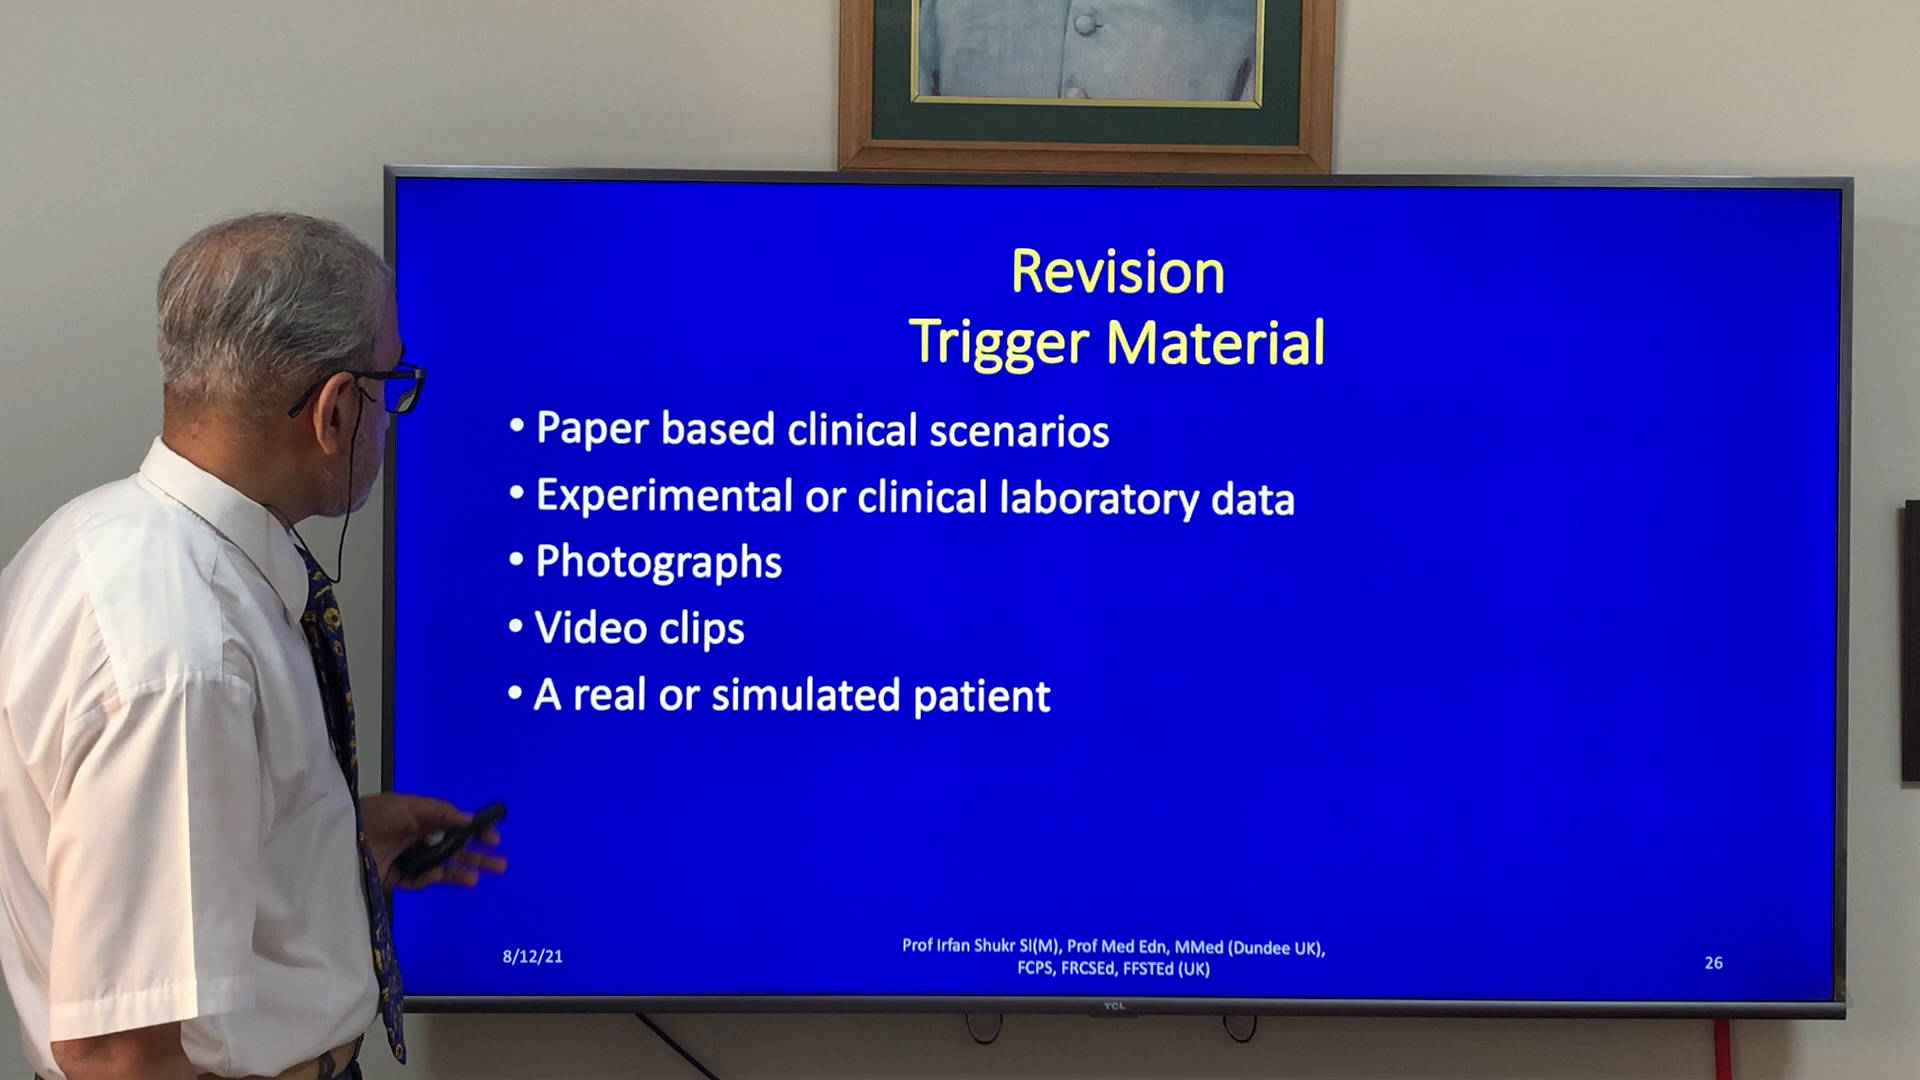 Revision
Trigger Material
• Paper based clinical scenarios
• Experimental or clinical laboratory data
• Photographs
• Video clips
• A real or simulated patient
8/12/21
Prof Irfan Shukr SI(M), Prof Med Edn, MMed (Dundee UK),
FCPS, FRCSEd, FFSTEd (UK)
26
TCL